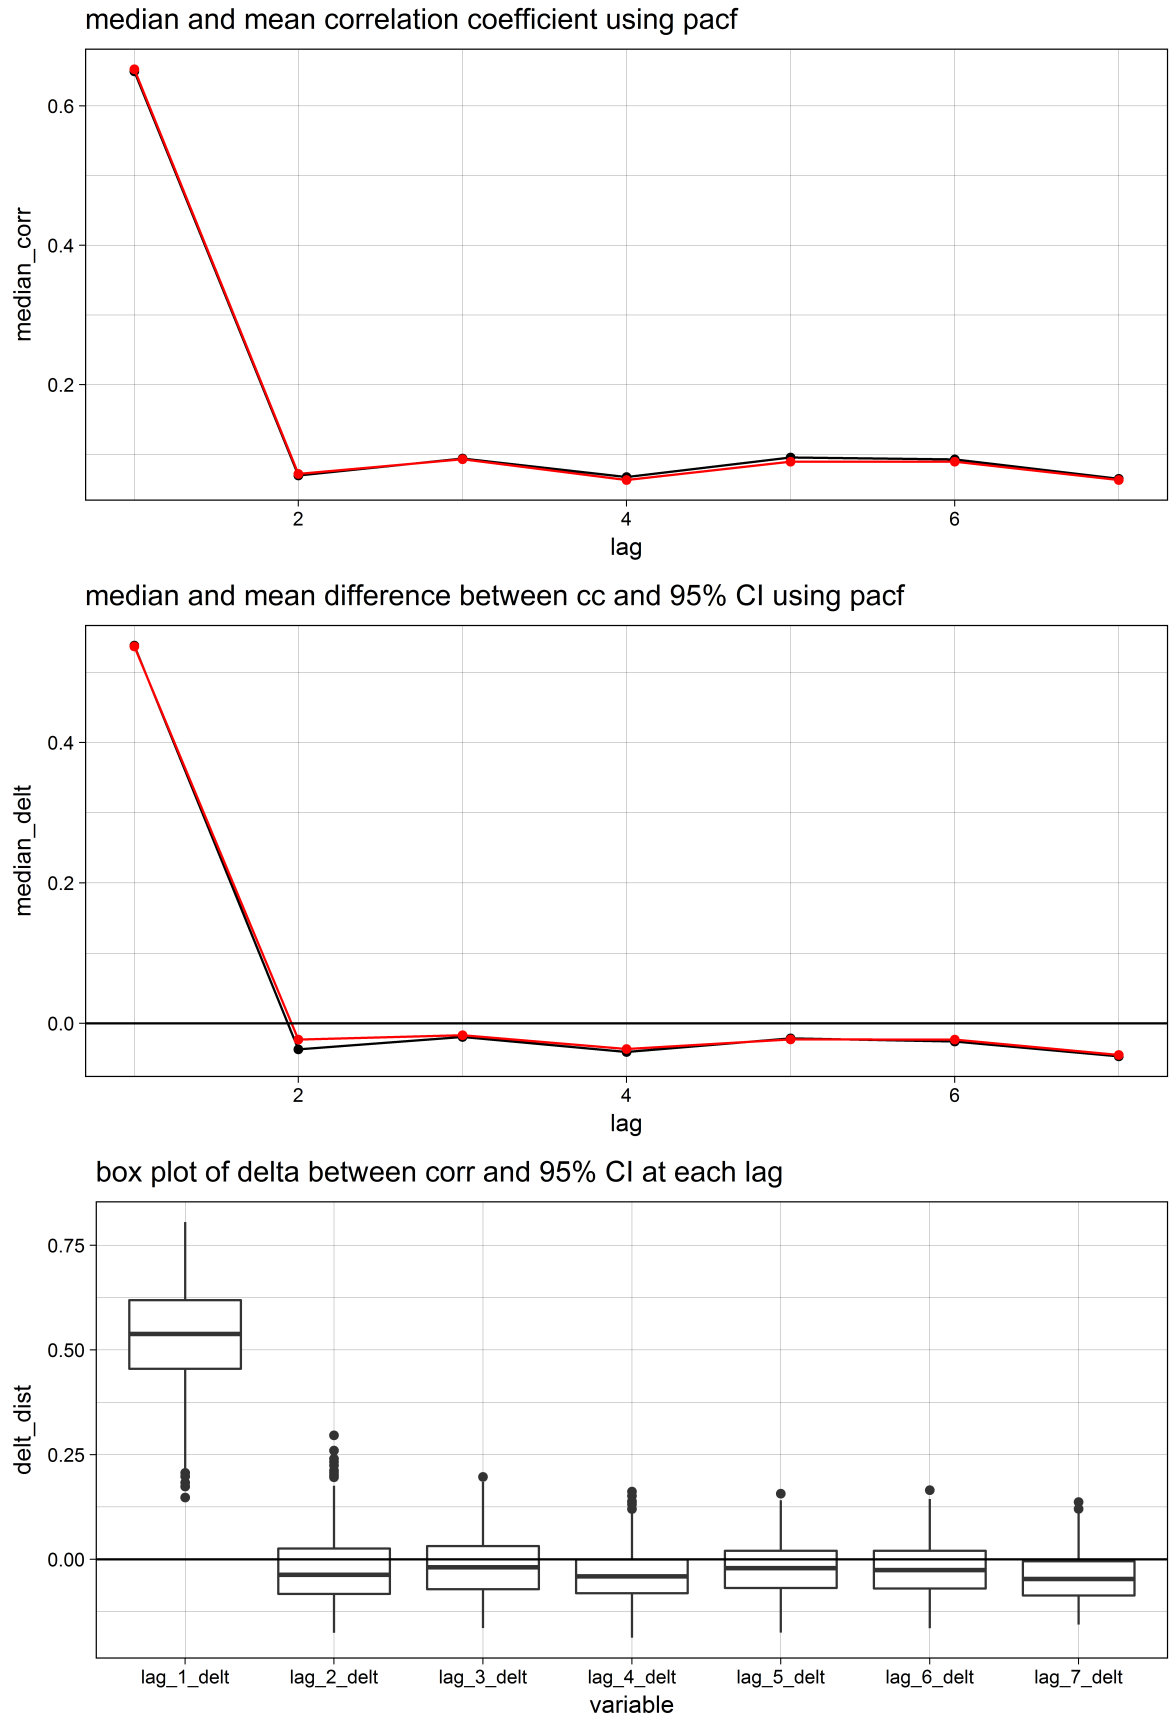 median and mean correlation coefficient using pacf
median_corr
0.6
0.4
0.2
2 4 6
lag
median and mean difference between cc and 95% CI using pacf
median_delt
0.4
0.2
0.0
2 4 6
lag
box plot of delta between corr and 95% CI at each lag
delt_dist
0.75
0.50
0.25
0.00
lag_1_delt lag_2_delt lag_3_delt lag_4_delt lag_5_delt lag_6_delt lag_7_delt
variable